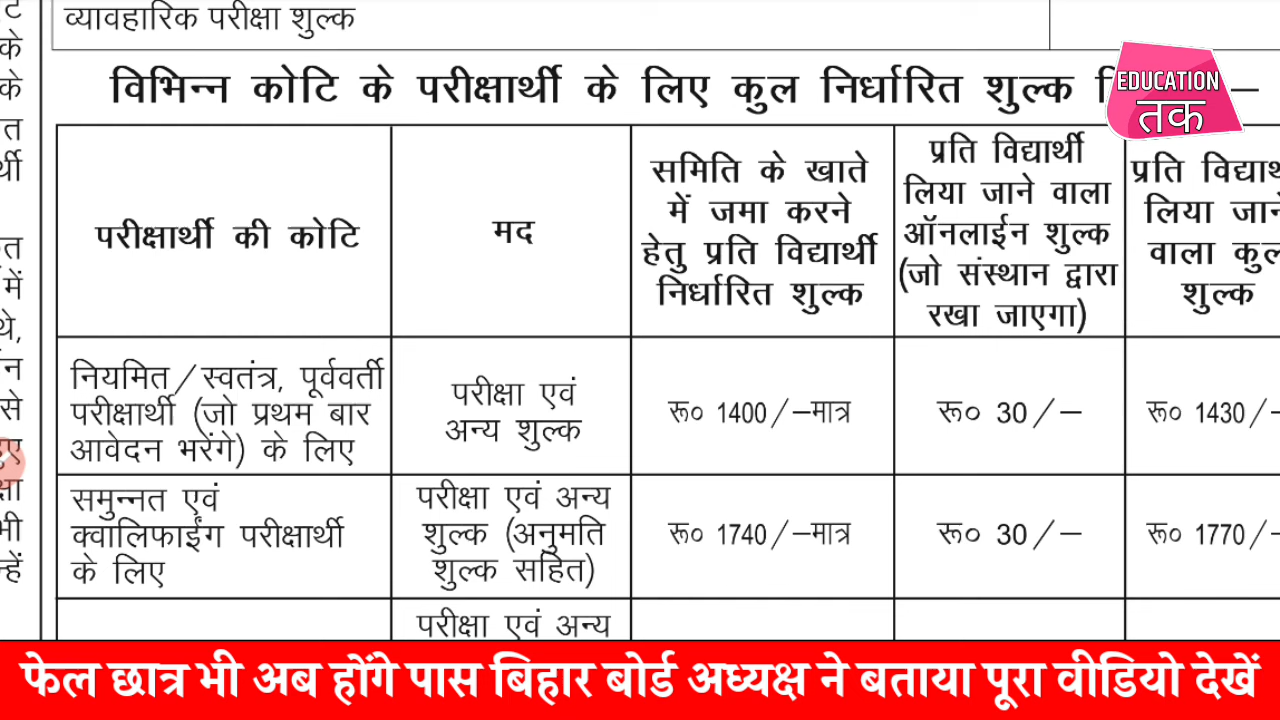 व्यावहारिक परीक्षा शुल्क
विभिन्न कोटि के परीक्षार्थी के लिए कुल निर्धारित शुल्क
EDUCATION
तक
परीक्षार्थी की कोटि
मद
समिति के खाते
में जमा करने
हेतु प्रति विद्यार्थी
निर्धारित शुल्क
प्रति विद्यार्थी
लिया जाने वाला
ऑनलाईन शुल्क
(जो संस्थान द्वारा
रखा जाएगा)
प्रति
लिया जाने
वाला कुल
शुल्क
नियमित/स्वतंत्र, पूर्ववर्ती
परीक्षार्थी (जो प्रथम बार
आवेदन भरेंगे) के लिए
परीक्षा एवं
अन्य शुल्क
रू० 1400/–मात्र
रू० 30/–
रू० 1430/–
समुन्नत एवं
क्वालिफाईंग परीक्षार्थी
के लिए
परीक्षा एवं अन्य
शुल्क (अनुमति
शुल्क सहित)
रू० 1740/–मात्र
रू० 30/–
रू० 1770/–
परीक्षा एवं अन्य
फेल छात्र भी अब होंगे पास बिहार बोर्ड अध्यक्ष ने बताया पूरा वीडियो देखें